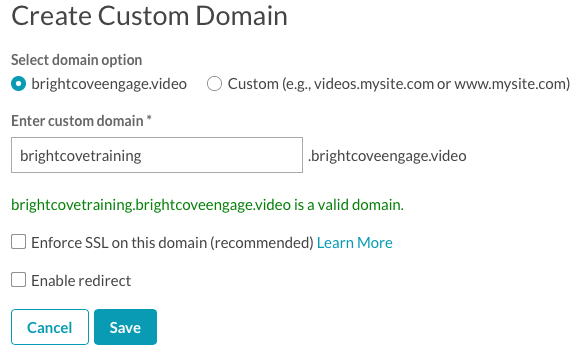 Create Custom Domain
Select domain option
brightcoveengage.video Custom (e.g., videos.mysite.com or www.mysite.com)
Enter custom domain *
brightcovetraining .brightcoveengage.video
brightcovetraining.brightcoveengage.video is a valid domain.
Enforce SSL on this domain (recommended) Learn More
Enable redirect
Cancel Save